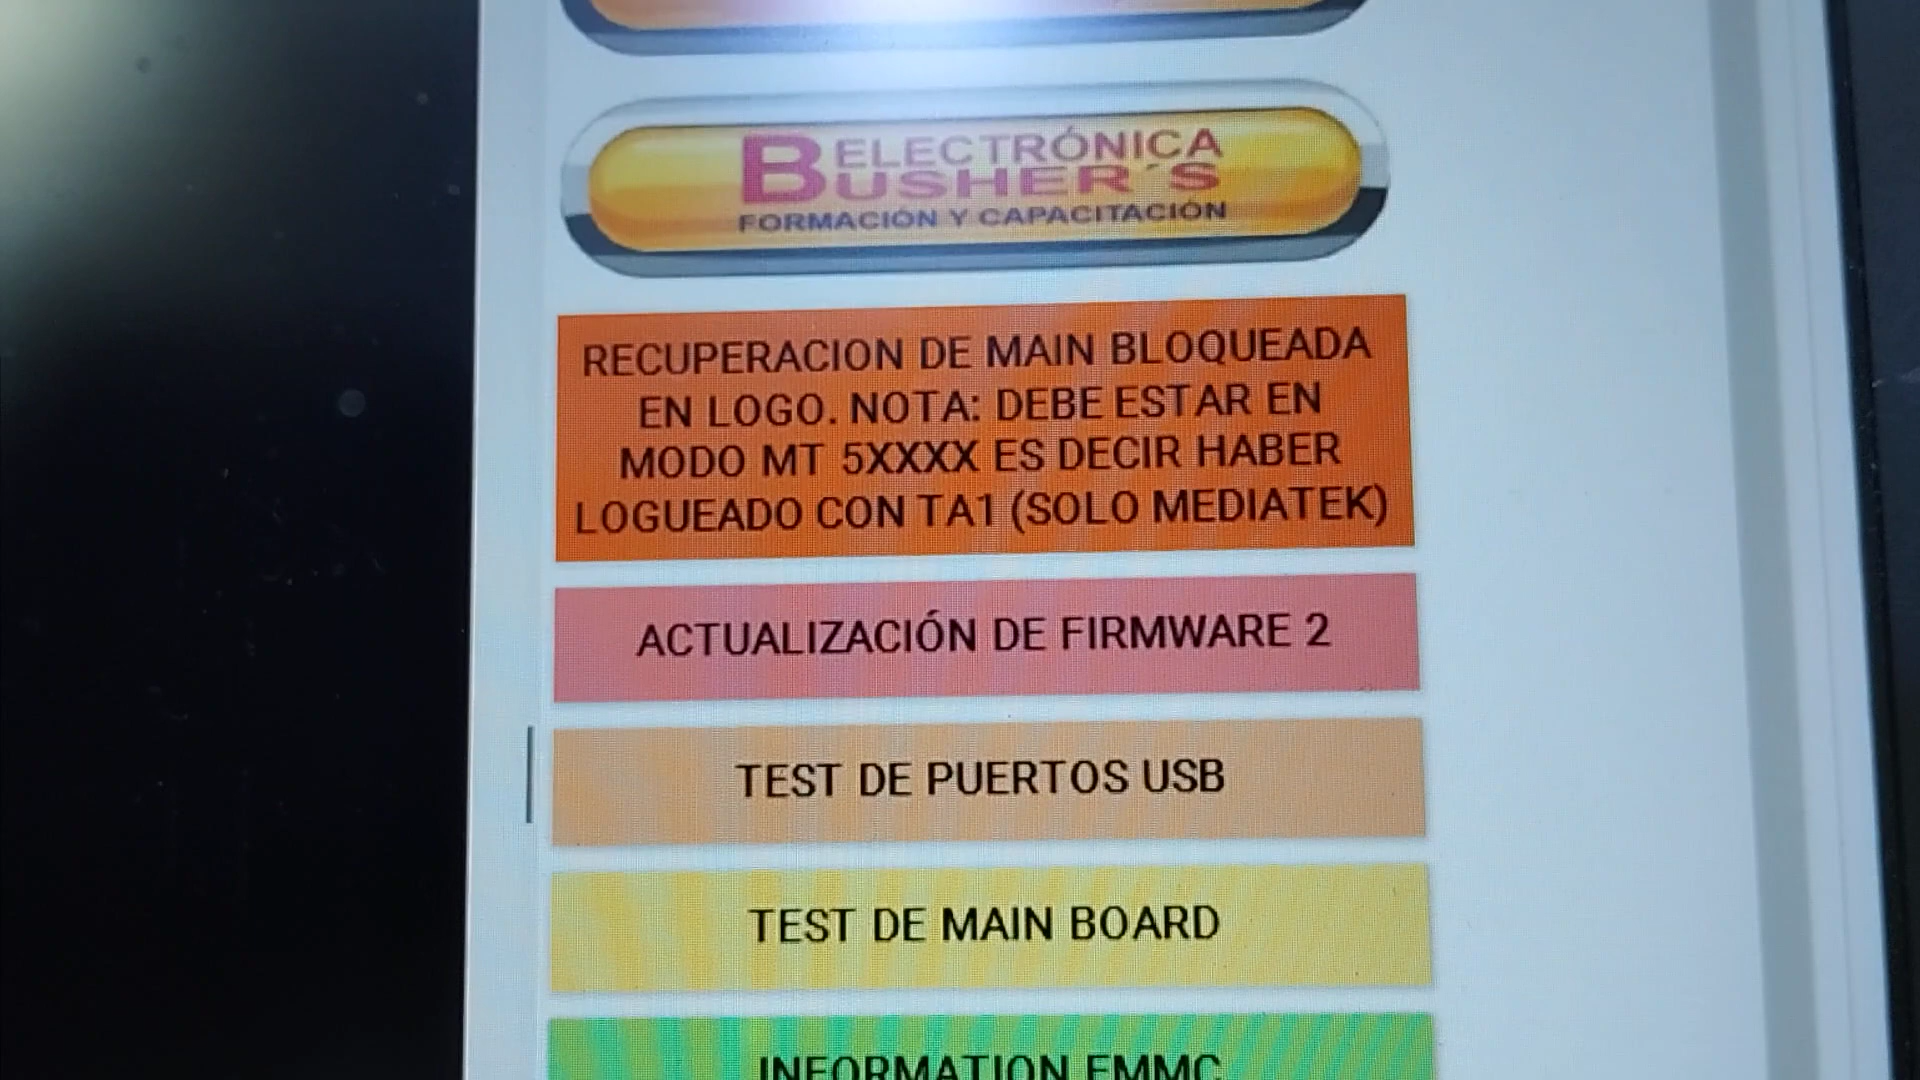 ELECTRÓNICA
BUSHER´S
FORMACIÓN Y CAPACITACIÓN
RECUPERACION DE MAIN BLOQUEADA
EN LOGO. NOTA: DEBE ESTAR EN
MODO MT 5XXXX ES DECIR HABER
LOGUEADO CON TA1 (SOLO MEDIATEK)
ACTUALIZACIÓN DE FIRMWARE 2
TEST DE PUERTOS USB
TEST DE MAIN BOARD
INFORMATION EMMC